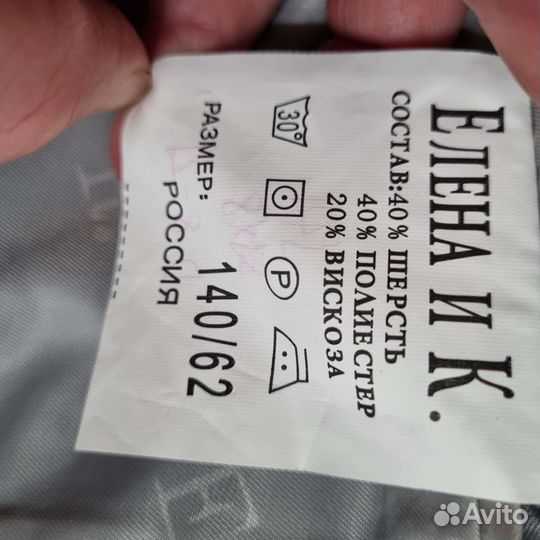 ЕЛЕНА И К.
СОСТАВ:40% ШЕРСТЬ
40% ПОЛИЕСТЕР
20% ВИСКОЗА
30°
P
РАЗМЕР: 140/62
РОССИЯ
Avito